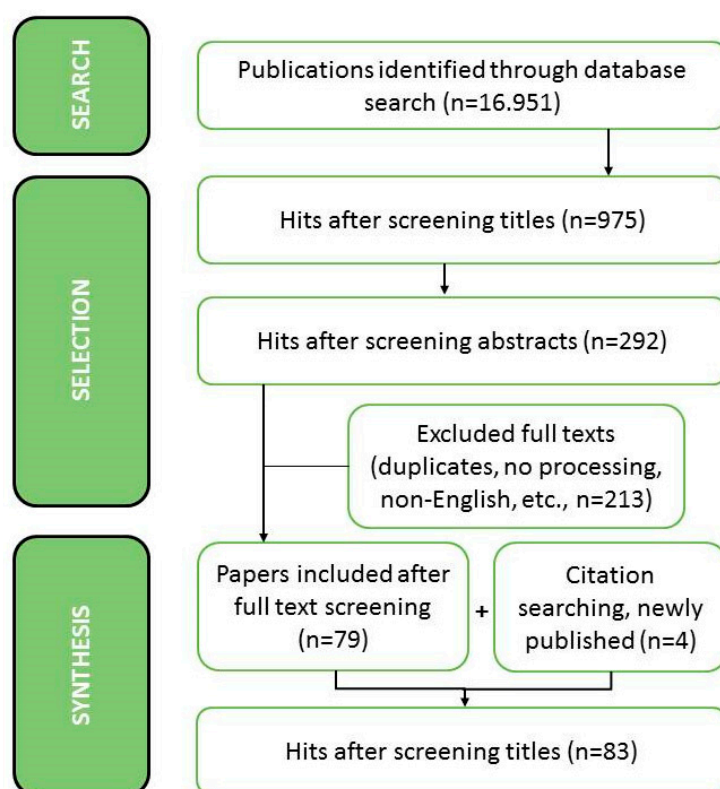 SEARCH
Publications identified through database
search (n=16.951)
SELECTION
Hits after screening titles (n=975)
Hits after screening abstracts (n=292)
Excluded full texts
(duplicates, no processing,
non-English, etc., n=213)
SYNTHESIS
Papers included after
full text screening
(n=79)
+
Citation
searching, newly
published (n=4)
Hits after screening titles (n=83)